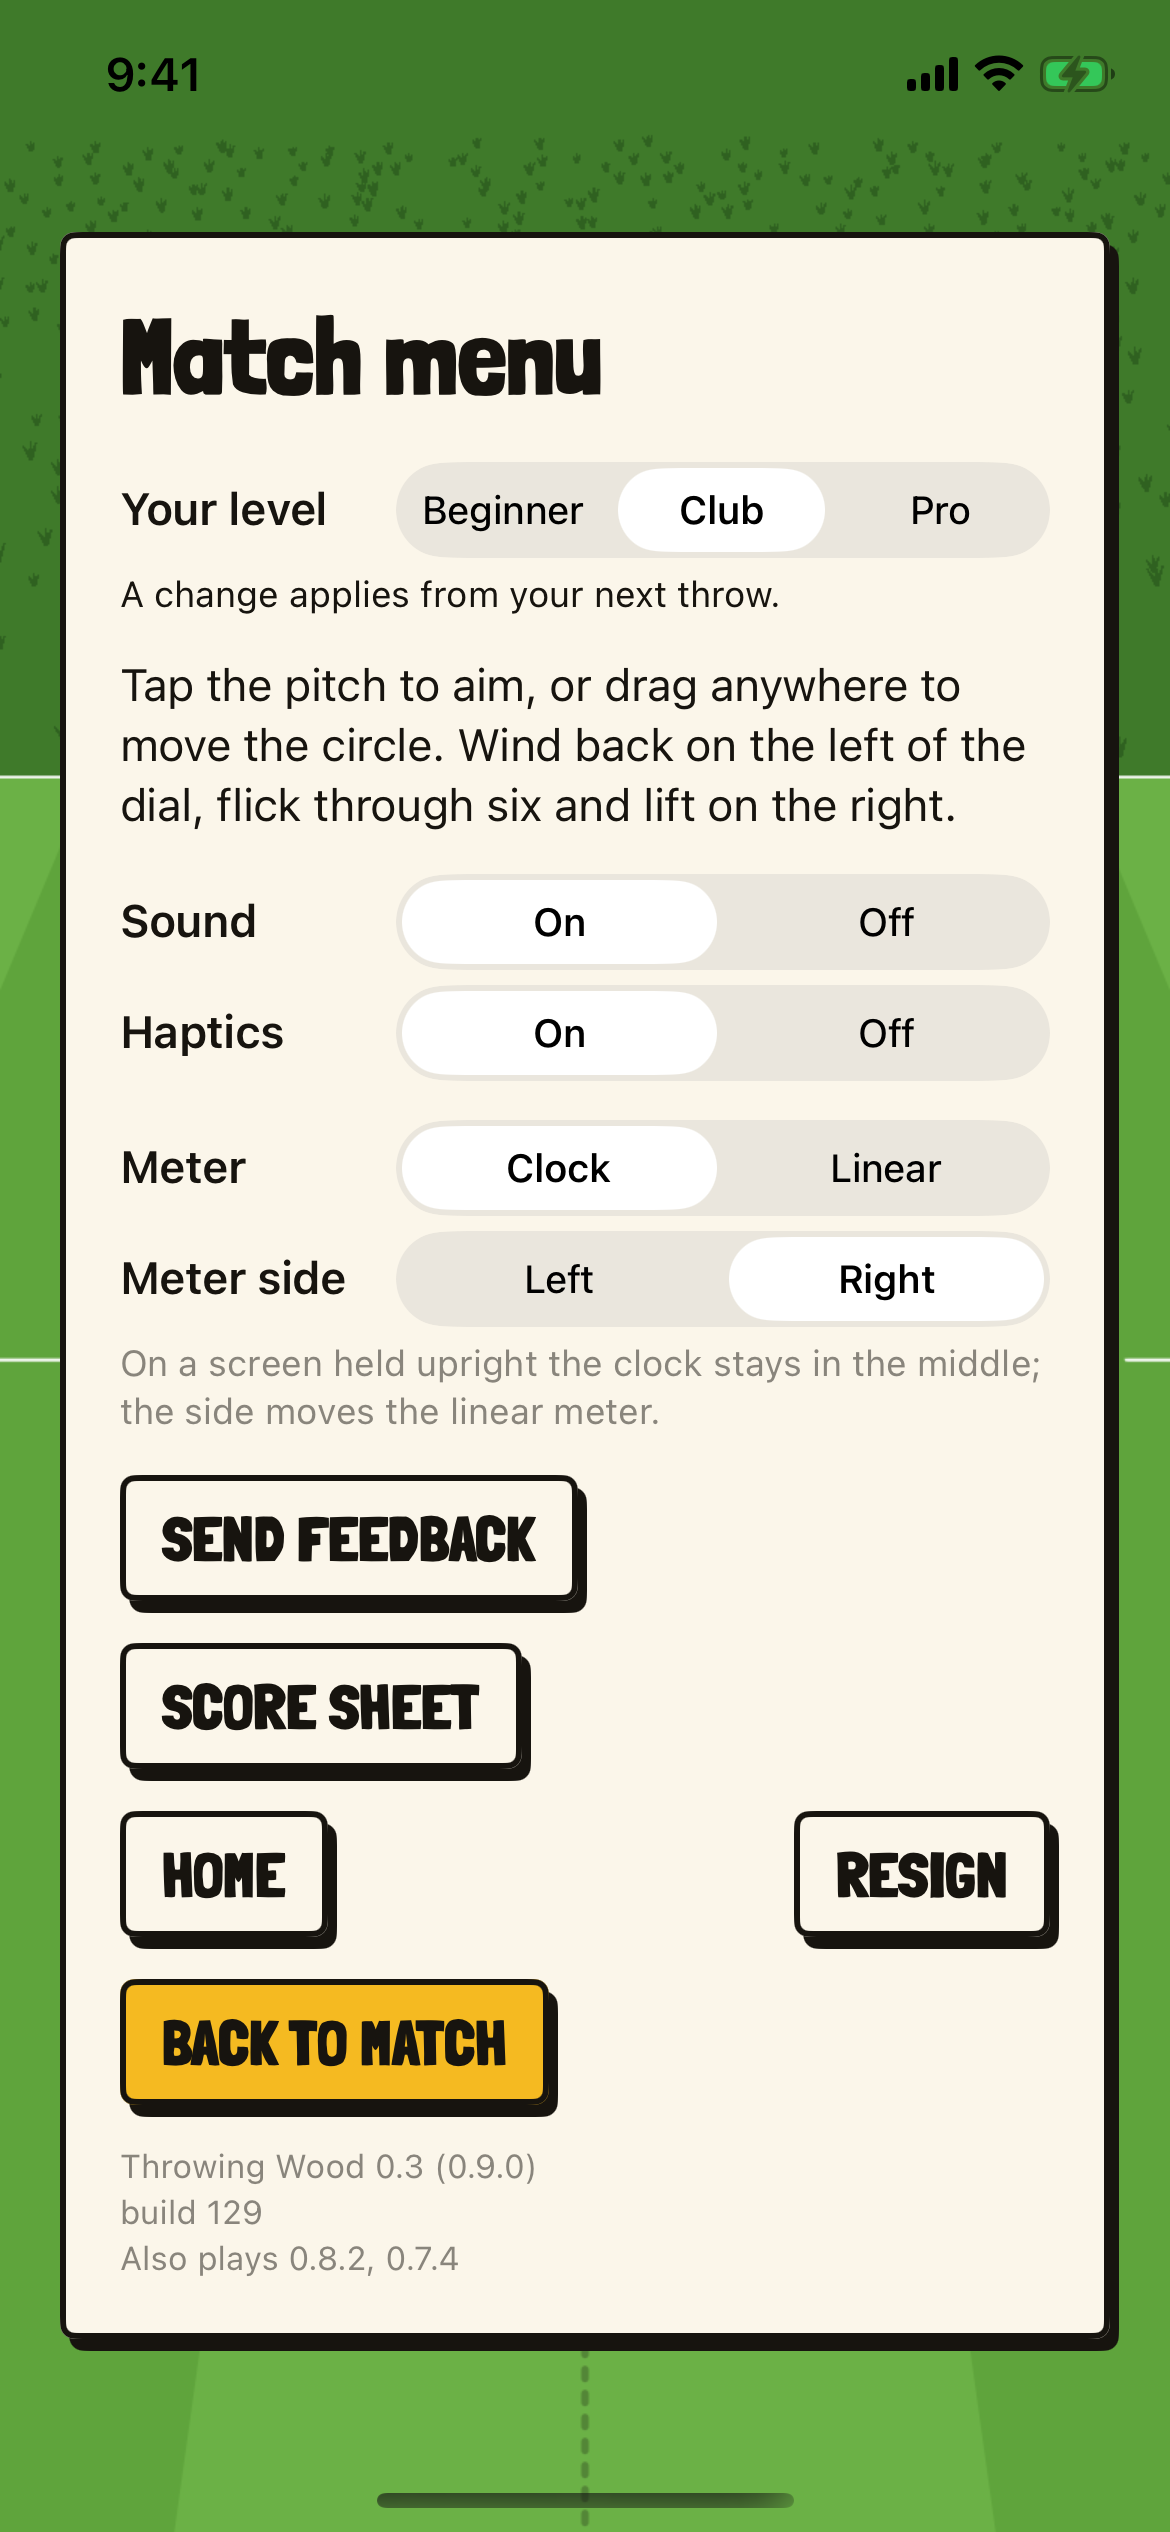 9:41
Match menu
Your level Beginner Club Pro
A change applies from your next throw.
Tap the pitch to aim, or drag anywhere to
move the circle. Wind back on the left of the
dial, flick through six and lift on the right.
Sound On Off
Haptics On Off
Meter Clock Linear
Meter side Left Right
On a screen held upright the clock stays in the middle;
the side moves the linear meter.
SEND FEEDBACK
SCORE SHEET
HOME RESIGN
BACK TO MATCH
Throwing Wood 0.3 (0.9.0)
build 129
Also plays 0.8.2, 0.7.4